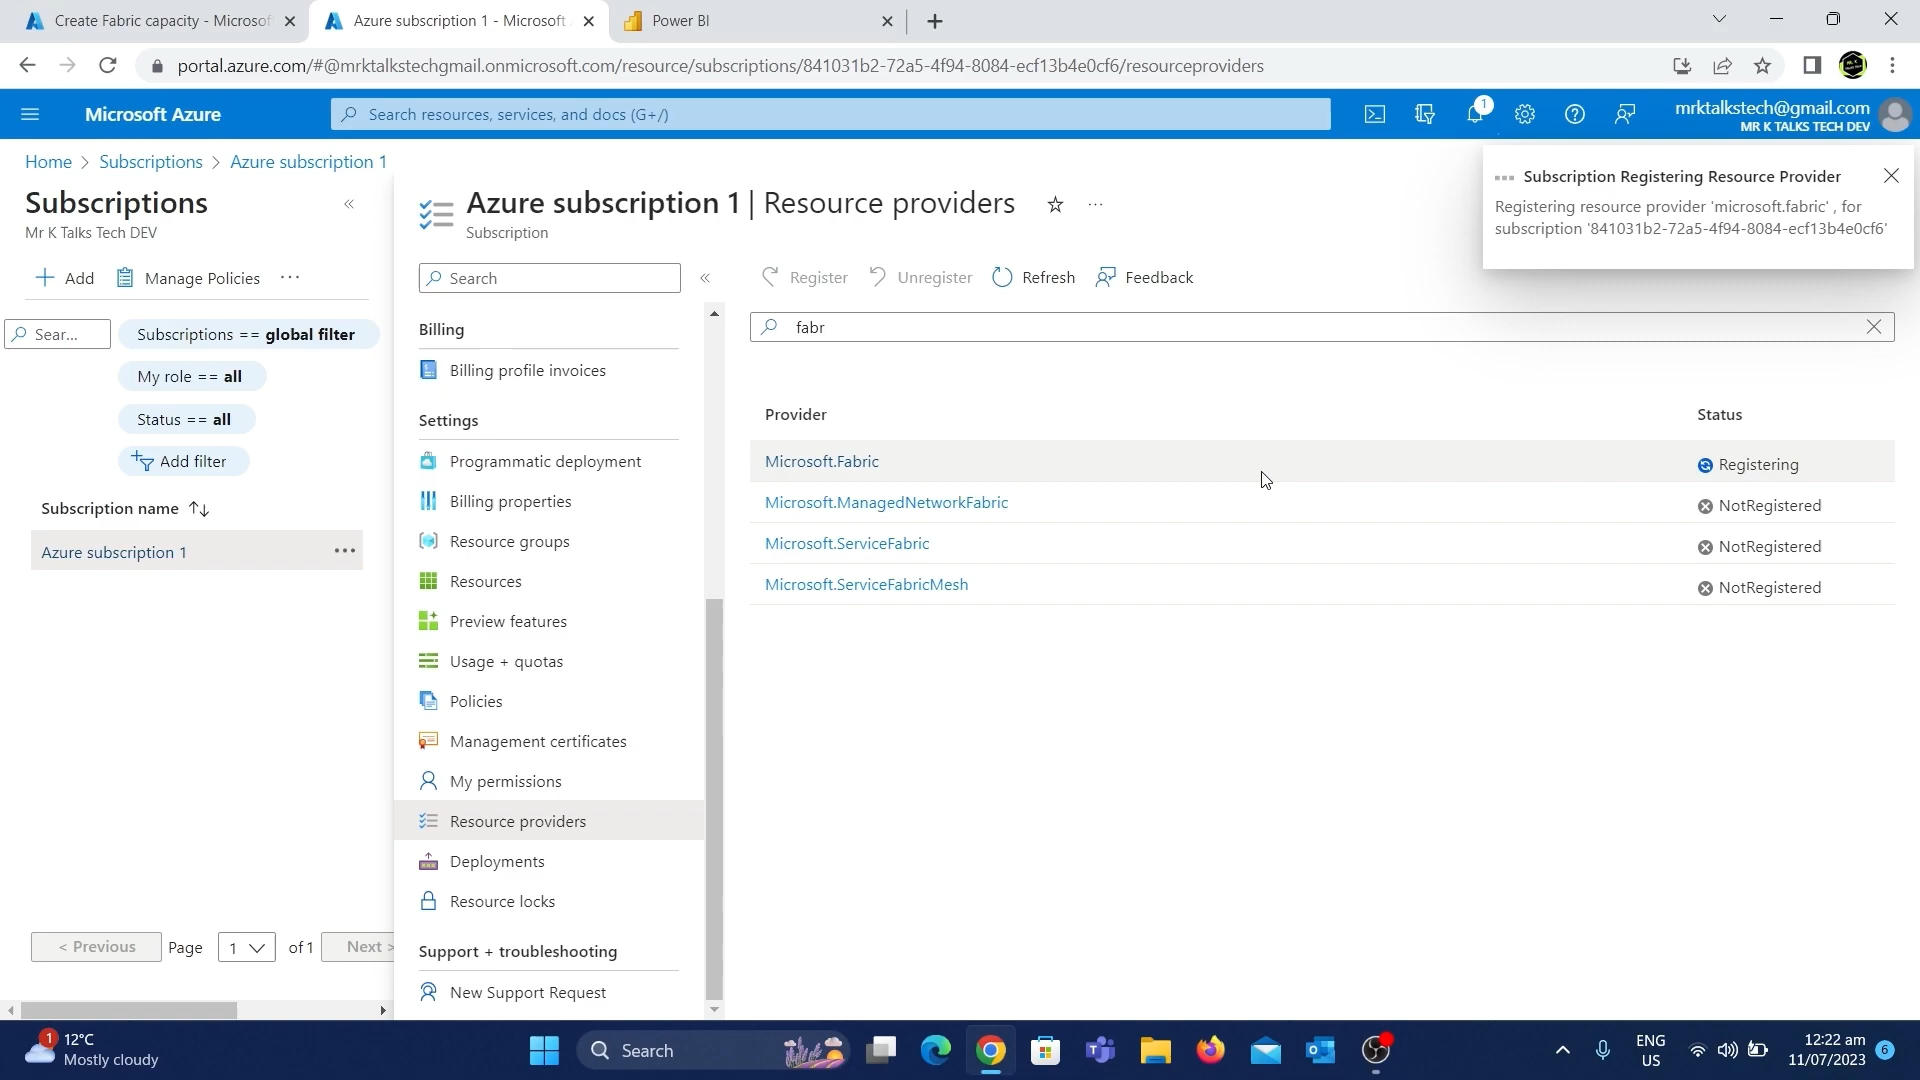 Create Fabric capacity - Microsof
Azure subscription 1 - Microsoft
Power BI
portal.azure.com/#@mrktalkstechgmail.onmicrosoft.com/resource/subscriptions/841031b2-72a5-4f94-8084-ecf13b4e0cf6/resourceproviders
Microsoft Azure
Search resources, services, and docs (G+/)
1
mrktalkstech@gmail.com
MR K TALKS TECH DEV
Home > Subscriptions > Azure subscription 1
Subscriptions
Mr K Talks Tech DEV
Add
Manage Policies
Sear...
Subscriptions == global filter
My role == all
Status == all
Add filter
Subscription name
Azure subscription 1
< Previous
Page
1
of 1
Next >
Azure subscription 1 | Resource providers
Subscription
Search
Billing
Billing profile invoices
Settings
Programmatic deployment
Billing properties
Resource groups
Resources
Preview features
Usage + quotas
Policies
Management certificates
My permissions
Resource providers
Deployments
Resource locks
Support + troubleshooting
New Support Request
Register
Unregister
Refresh
Feedback
fabr
Provider
Status
Microsoft.Fabric
Registering
Microsoft.ManagedNetworkFabric
NotRegistered
Microsoft.ServiceFabric
NotRegistered
Microsoft.ServiceFabricMesh
NotRegistered
Subscription Registering Resource Provider
Registering resource provider 'microsoft.fabric' , for
subscription '841031b2-72a5-4f94-8084-ecf13b4e0cf6'
1
12°C
Mostly cloudy
Search
ENG
US
12:22 am
11/07/2023
6